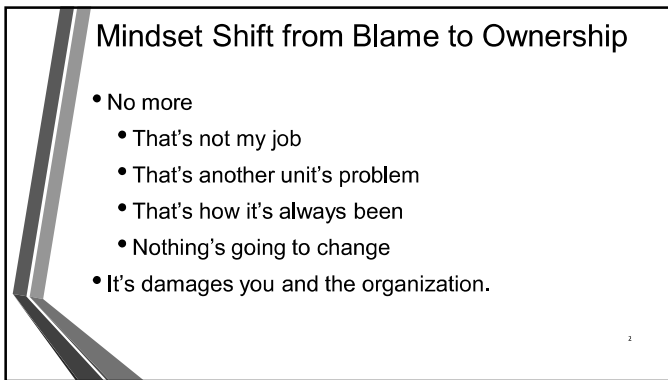 Mindset Shift from Blame to Ownership
• No more
• That's not my job
• That's another unit's problem
• That's how it's always been
• Nothing's going to change
• It's damages you and the organization.
2